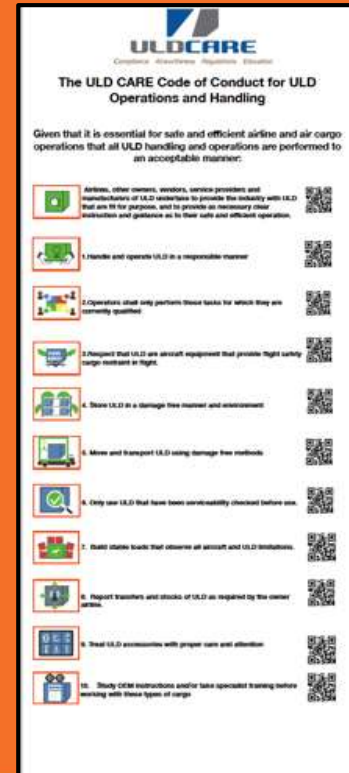 ULDCARE
Compliance Airworthiness Regulations Education
The ULD CARE Code of Conduct for ULD
Operations and Handling
Given that it is essential for safe and efficient airline and air cargo
operations that all ULD handling and operations are performed to
an acceptable manner:
Airlines, other owners, vendors, service providers and
manufacturers of ULD undertake to provide the industry with ULD
that are fit for purpose, and to provide as necessary clear
instruction and guidance as to their safe and efficient operation.
1.Handle and operate ULD in a responsible manner
2.Operators shall only perform those tasks for which they are
currently qualified
3.Respect that ULD are aircraft equipment that provide flight safety
cargo restraint in flight.
4. Store ULD in a damage free manner and environment
5. Move and transport ULD using damage free methods
6. Only use ULD that have been serviceability checked before use.
7. Build stable loads that observe all aircraft and ULD limitations.
8. Report transfers and stocks of ULD as required by the owner
airline.
9. Treat ULD accessories with proper care and attention
10. Study OEM instructions and/or take specialist training before
working with these types of cargo